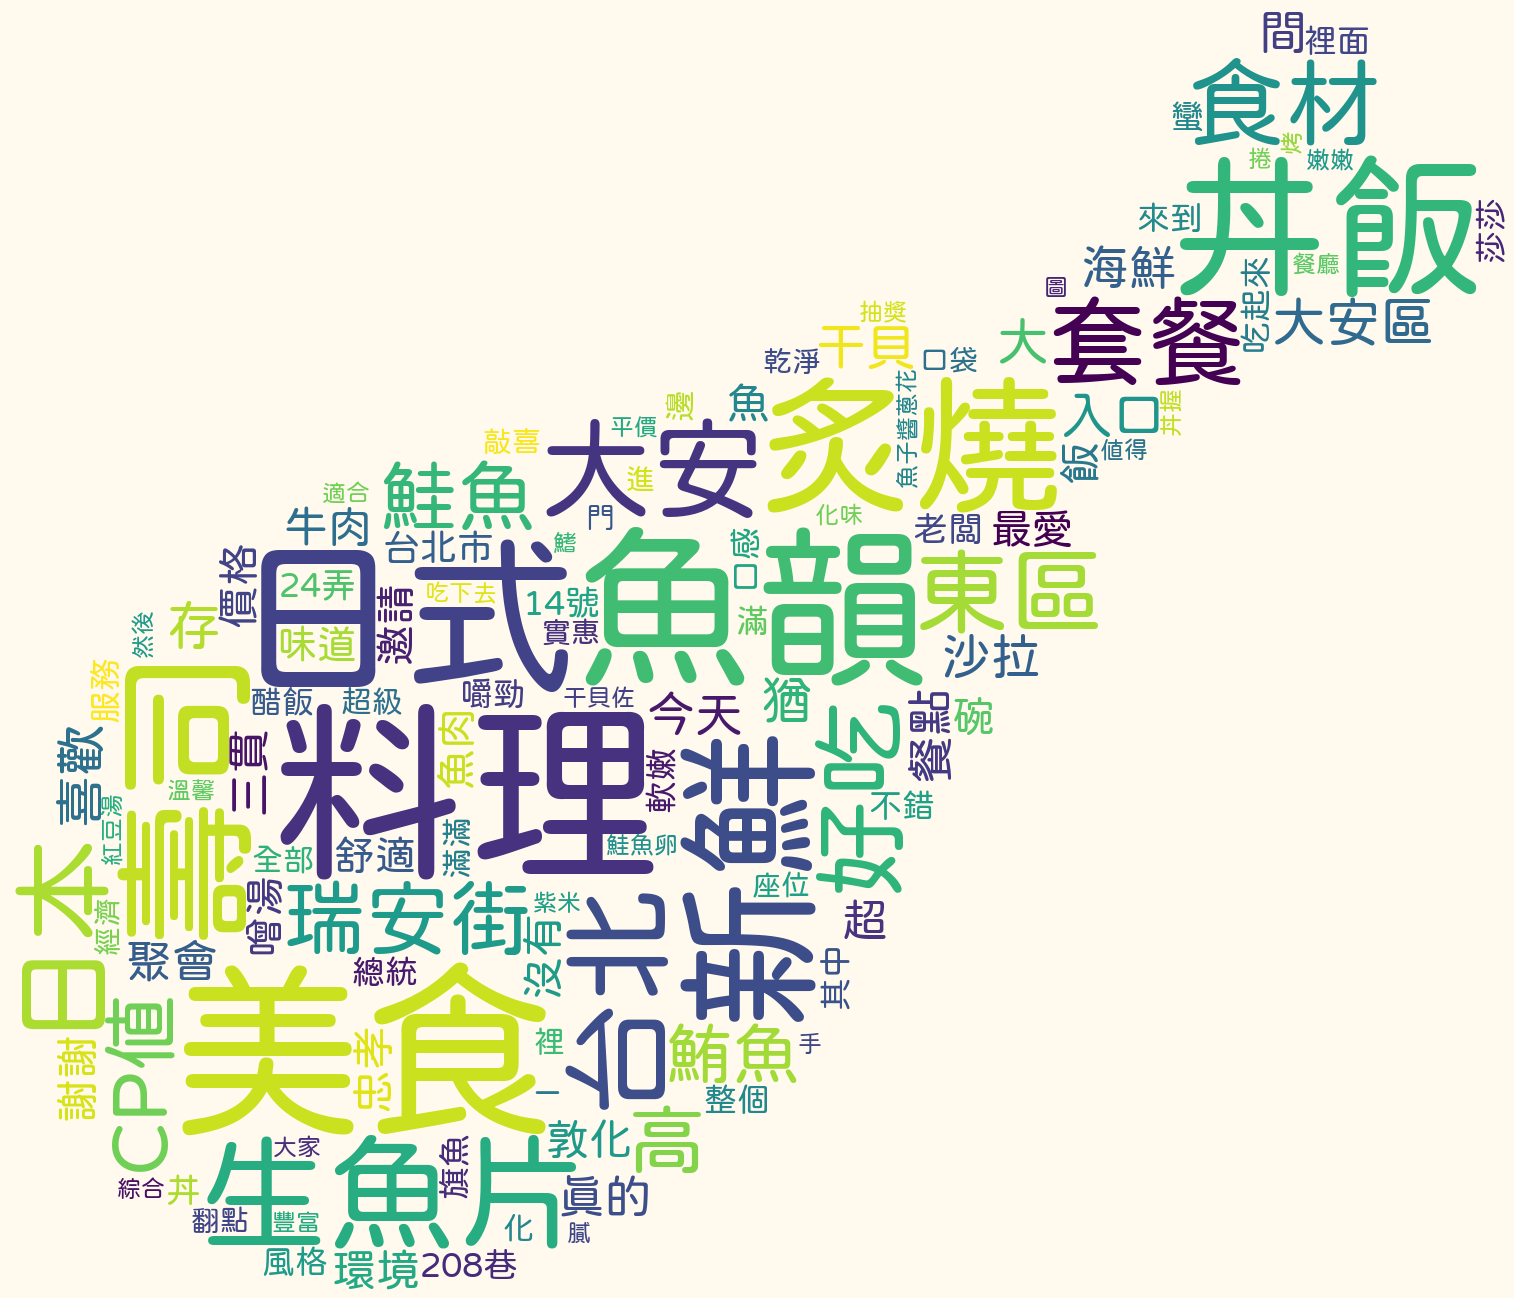 間
裡面
食材
蠻
捲
烤
嫩嫩
丼飯
來到
莎莎
餐廳
海鮮
吃起來
圖
套餐
大安區
抽獎
干貝
大
乾淨
口袋
炙燒
魚子醬蔥花
入口
丼握
邊
魚
飯
值得
平價
敲喜
大安
進
鮭魚
適合
門
化味
老闆
最愛
牛肉
台北市
鰭
口感
價格
日式
24弄
味道
邀請
吃下去
14號
實惠
魚韻
滿
東區
存
然後
沙拉
服務
壽司
醋飯
超級
嚼勁
干貝佐
今天
猶
餐點
碗
喜歡
三貫
料理
魚肉
軟嫩
新鮮
好吃
溫馨
紅豆湯
不錯
滿滿
鮭魚卵
全部
舒適
日本
噲湯
瑞安街
紫米
座位
超
經濟
聚會
總統
沒有
台北
其中
CP値
美食
忠孝
裡
鮪魚
手
謝謝
一
整個
高
敦化
大家
生魚片
旗魚
綜合
丼
眞的
翻點
豐富
化
膩
風格
環境
208巷